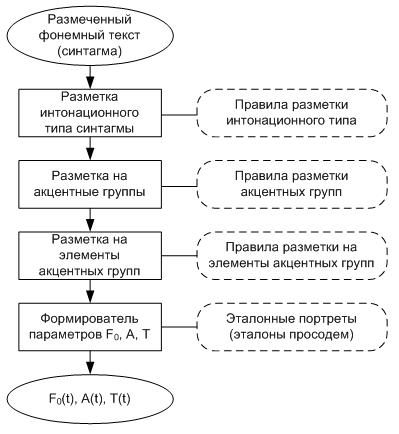 Размеченный
фонемный текст
(синтагма)
Разметка
интонационного
типа синтагмы
Правила разметки
интонационного типа
Разметка на
акцентные группы
Правила разметки
акцентных групп
Разметка на
элементы
акцентных групп
Правила разметки на
элементы акцентных групп
Формирователь
параметров F₀, A, T
Эталонные портреты
(эталоны просодем)
F₀(t), A(t), T(t)